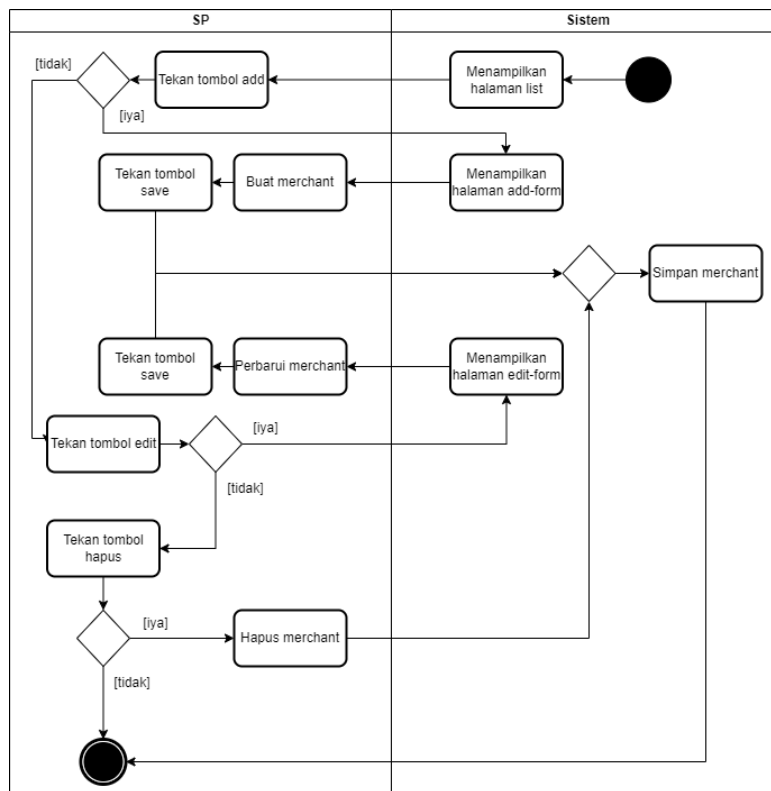 SP
Sistem
[tidak]
Tekan tombol add
Menampilkan
halaman list
[iya]
Tekan tombol
save
Buat merchant
Menampilkan
halaman add-form
Simpan merchant
Tekan tombol
save
Perbarui merchant
Menampilkan
halaman edit-form
Tekan tombol edit
[iya]
[tidak]
Tekan tombol
hapus
[iya]
Hapus merchant
[tidak]